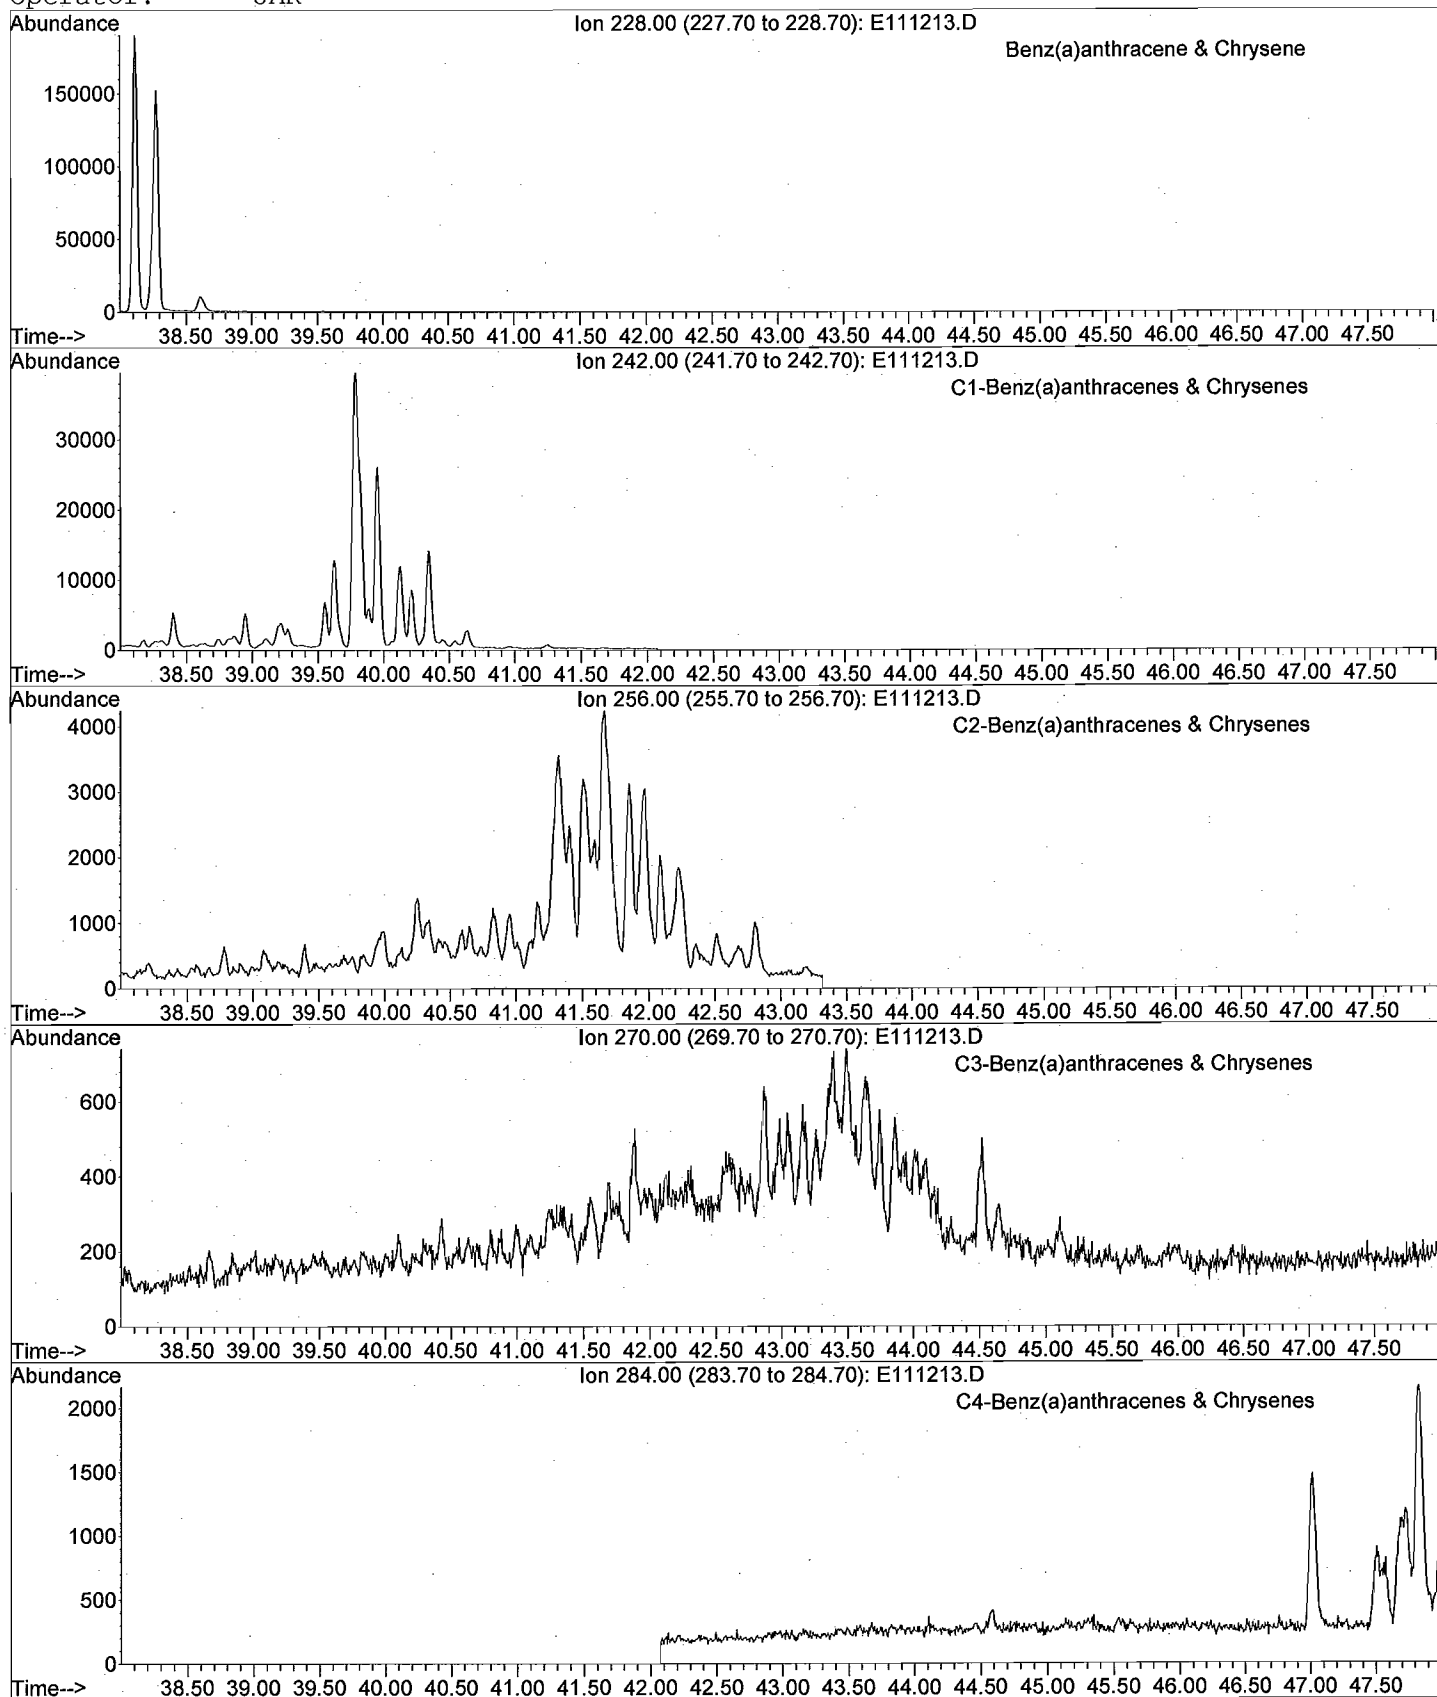 Abundance Ion 228.00 (227.70 to 228.70): E111213.D
Benz(a)anthracene & Chrysene
150000
100000
50000
0
Time--> 38.50 39.00 39.50 40.00 40.50 41.00 41.50 42.00 42.50 43.00 43.50 44.00 44.50 45.00 45.50 46.00 46.50 47.00 47.50
Abundance Ion 242.00 (241.70 to 242.70): E111213.D
C1-Benz(a)anthracenes & Chrysenes
30000
20000
10000
0
Time--> 38.50 39.00 39.50 40.00 40.50 41.00 41.50 42.00 42.50 43.00 43.50 44.00 44.50 45.00 45.50 46.00 46.50 47.00 47.50
Abundance Ion 256.00 (255.70 to 256.70): E111213.D
C2-Benz(a)anthracenes & Chrysenes
4000
3000
2000
1000
0
Time--> 38.50 39.00 39.50 40.00 40.50 41.00 41.50 42.00 42.50 43.00 43.50 44.00 44.50 45.00 45.50 46.00 46.50 47.00 47.50
Abundance Ion 270.00 (269.70 to 270.70): E111213.D
C3-Benz(a)anthracenes & Chrysenes
600
400
200
0
Time--> 38.50 39.00 39.50 40.00 40.50 41.00 41.50 42.00 42.50 43.00 43.50 44.00 44.50 45.00 45.50 46.00 46.50 47.00 47.50
Abundance Ion 284.00 (283.70 to 284.70): E111213.D
C4-Benz(a)anthracenes & Chrysenes
2000
1500
1000
500
0
Time--> 38.50 39.00 39.50 40.00 40.50 41.00 41.50 42.00 42.50 43.00 43.50 44.00 44.50 45.00 45.50 46.00 46.50 47.00 47.50